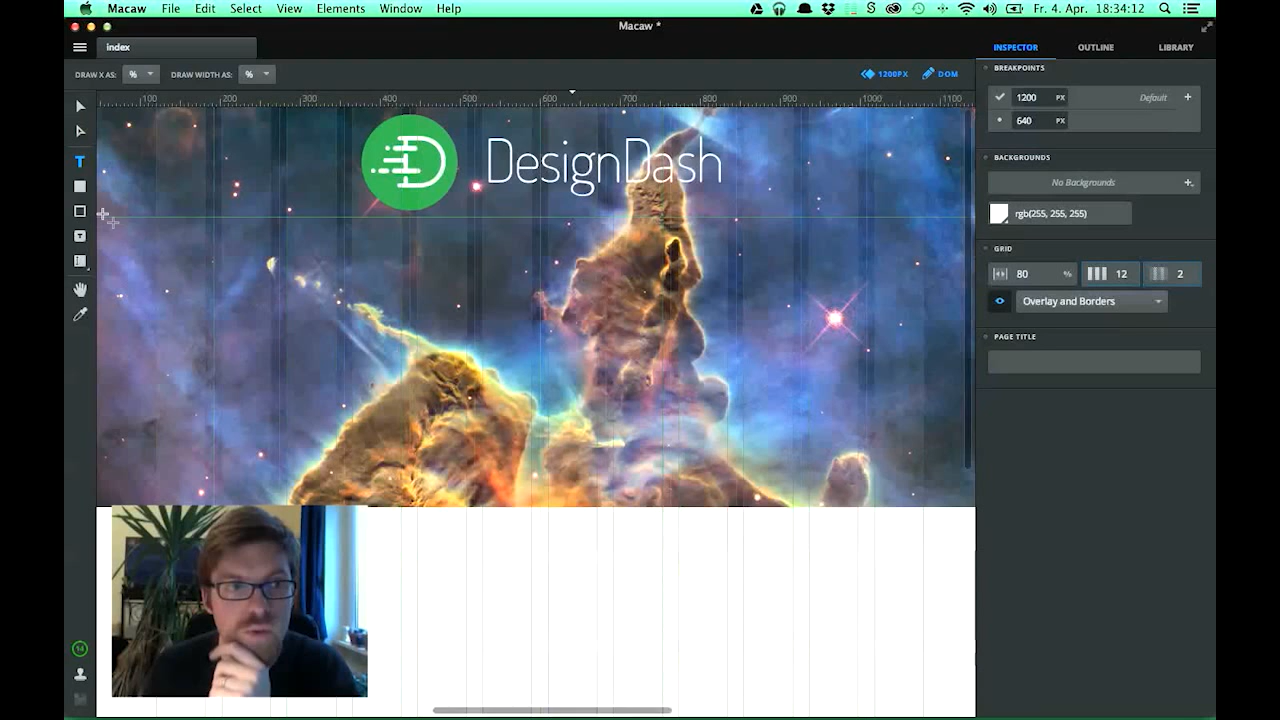 Macaw File Edit Select View Elements Window Help Fr. 4. Apr. 18:34:12
Macaw *
index INSPECTOR OUTLINE LIBRARY
DRAW X AS: % DRAW WIDTH AS: % 1200PX DOM
BREAKPOINTS
100 200 300 400 500 600 700 800 900 1000 1100
1200 PX Default +
640 PX
DesignDash
BACKGROUNDS
No Backgrounds +
rgb(255, 255, 255)
GRID
80 % 12 2
Overlay and Borders
PAGE TITLE
14